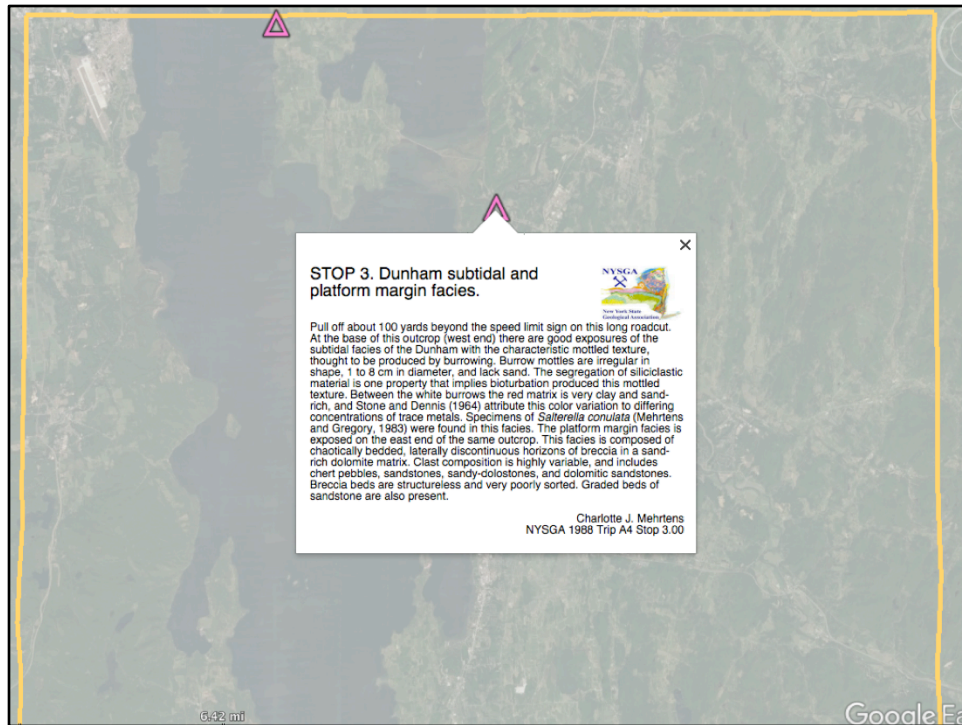 STOP 3. Dunham subtidal and
platform margin facies.
NYSGA
New York State
Geological Association
Pull off about 100 yards beyond the speed limit sign on this long roadcut.
At the base of this outcrop (west end) there are good exposures of the
subtidal facies of the Dunham with the characteristic mottled texture,
thought to be produced by burrowing. Burrow mottles are irregular in
shape, 1 to 8 cm in diameter, and lack sand. The segregation of siliciclastic
material is one property that implies bioturbation produced this mottled
texture. Between the white burrows the red matrix is very clay and sand-
rich, and Stone and Dennis (1964) attribute this color variation to differing
concentrations of trace metals. Specimens of Salterella conulata (Mehrtens
and Gregory, 1983) were found in this facies. The platform margin facies is
exposed on the east end of the same outcrop. This facies is composed of
chaotically bedded, laterally discontinuous horizons of breccia in a sand-
rich dolomite matrix. Clast composition is highly variable, and includes
chert pebbles, sandstones, sandy-dolostones, and dolomitic sandstones.
Breccia beds are structureless and very poorly sorted. Graded beds of
sandstone are also present.
Charlotte J. Mehrtens
NYSGA 1988 Trip A4 Stop 3.00
6.42 mi
Google Ea